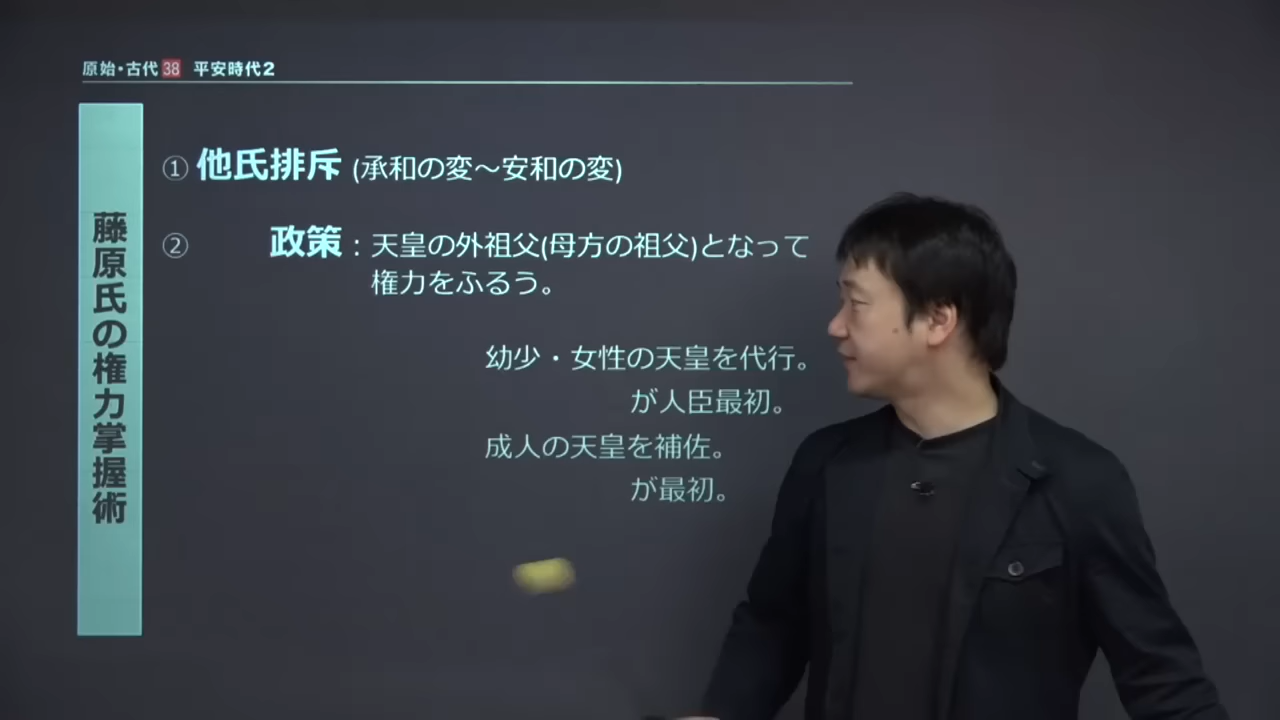 原始・古代 38 平安時代2
藤原氏の権力掌握術
① 他氏排斥 (承和の変〜安和の変)
② 政策：天皇の外祖父(母方の祖父)となって
権力をふるう。
幼少・女性の天皇を代行。
が人臣最初。
成人の天皇を補佐。
が最初。